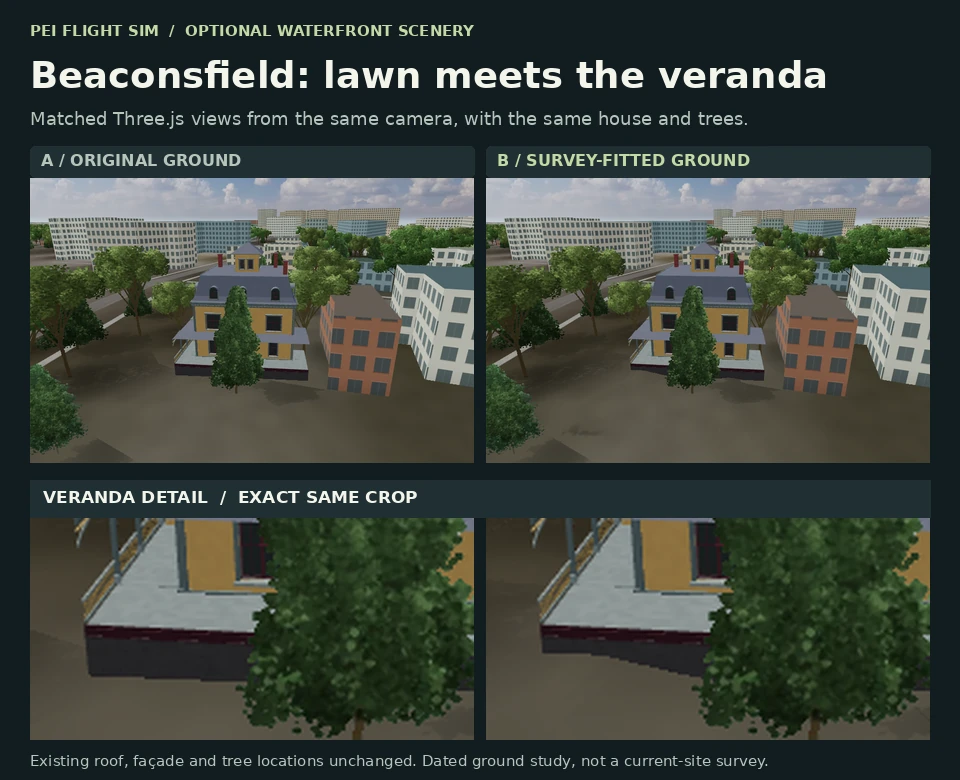 PEI FLIGHT SIM / OPTIONAL WATERFRONT SCENERY
Beaconsfield: lawn meets the veranda
Matched Three.js views from the same camera, with the same house and trees.
A / ORIGINAL GROUND
B / SURVEY-FITTED GROUND
VERANDA DETAIL / EXACT SAME CROP
Existing roof, façade and tree locations unchanged. Dated ground study, not a current-site survey.